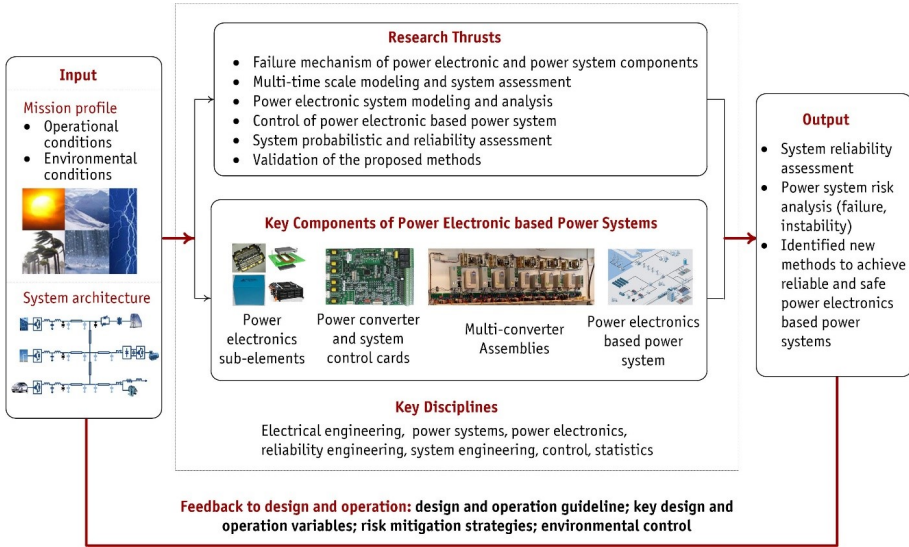 Input
Mission profile
• Operational
conditions
• Environmental
conditions
System architecture
Research Thrusts
• Failure mechanism of power electronic and power system components
• Multi-time scale modeling and system assessment
• Power electronic system modeling and analysis
• Control of power electronic based power system
• System probabilistic and reliability assessment
• Validation of the proposed methods
Key Components of Power Electronic based Power Systems
Power
electronics
sub-elements
Power converter
and system
control cards
Multi-converter
Assemblies
Power electronics
based power
system
Key Disciplines
Electrical engineering, power systems, power electronics,
reliability engineering, system engineering, control, statistics
Output
• System reliability
assessment
• Power system risk
analysis (failure,
instability)
• Identified new
methods to achieve
reliable and safe
power electronics
based power
systems
Feedback to design and operation: design and operation guideline; key design and
operation variables; risk mitigation strategies; environmental control